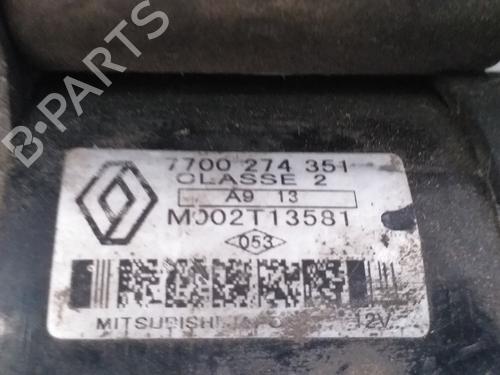 B-PARTS
7700 274 351
CLASSE 2
A9 13
M002T13581
053
MITSUBISHI 12V